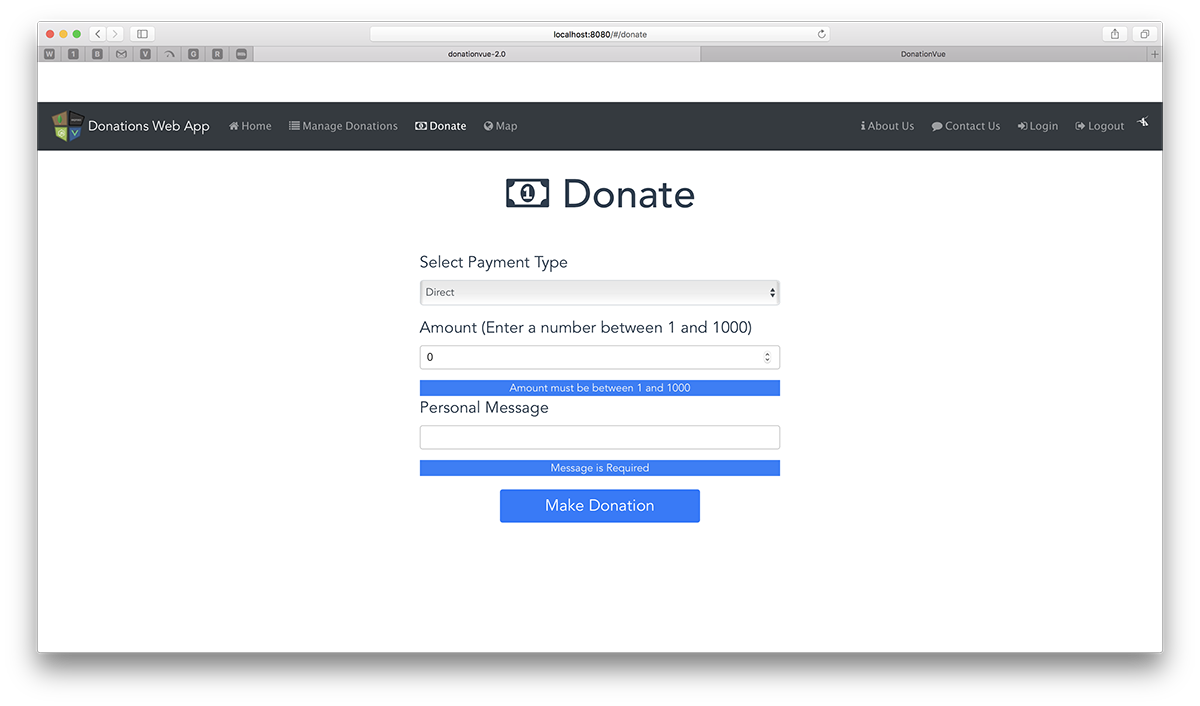 localhost:8080/#/donate
W 1 B V G R
donationvue-2.0
DonationVue
Donations Web App Home Manage Donations Donate Map About Us Contact Us Login Logout
1 Donate
Select Payment Type
Direct
Amount (Enter a number between 1 and 1000)
0
Amount must be between 1 and 1000
Personal Message
Message is Required
Make Donation